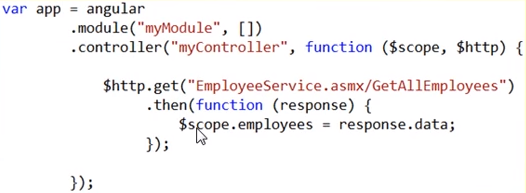 var app = angular
.module("myModule", [])
.controller("myController", function ($scope, $http) {
$http.get("EmployeeService.asmx/GetAllEmployees")
.then(function (response) {
$scope.employees = response.data;
});
});